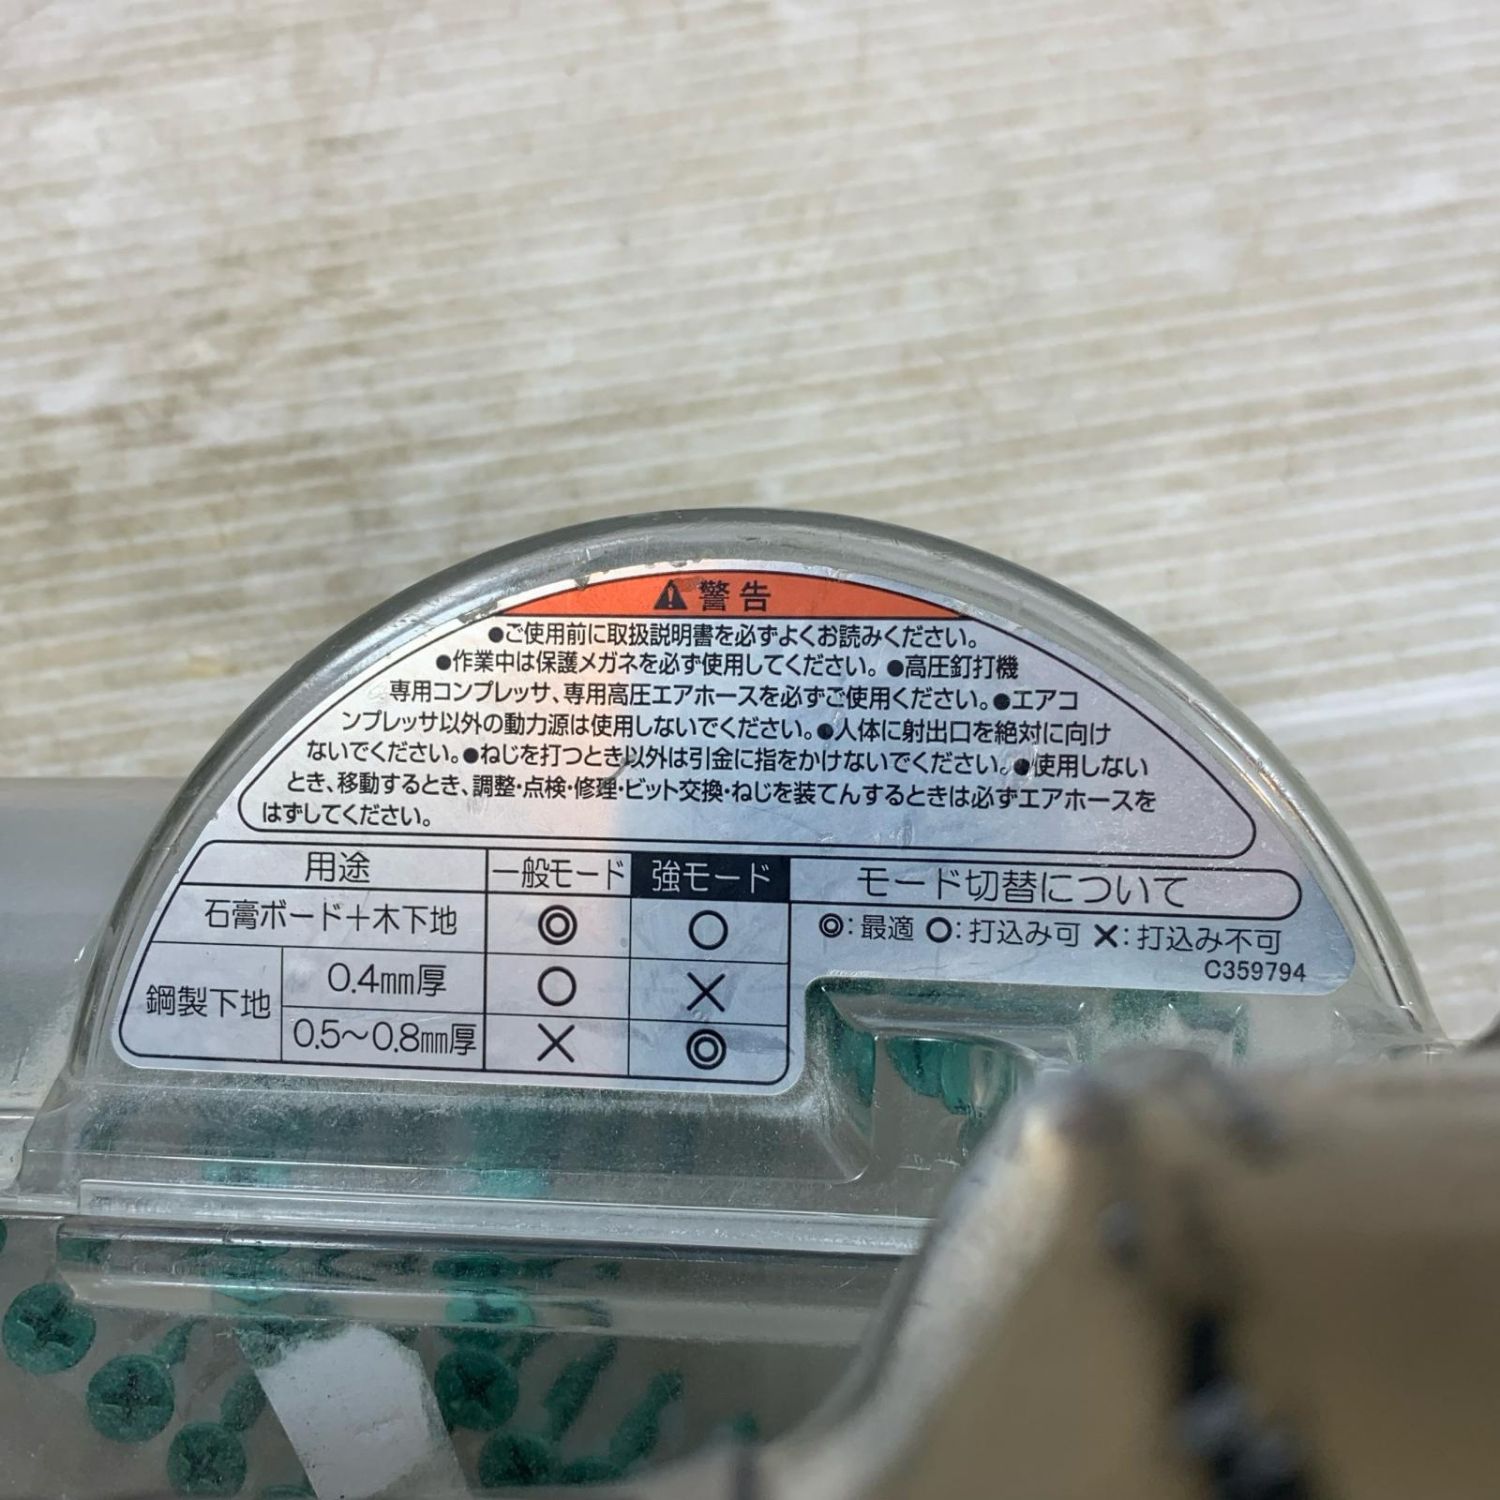 ⚠警告
●ご使用前に取扱説明書を必ずよくお読みください。
●作業中は保護メガネを必ず使用してください。●高圧釘打機
専用コンプレッサ、専用高圧エアホースを必ずご使用ください。●エアコ
ンプレッサ以外の動力源は使用しないでください。●人体に射出口を絶対に向け
ないでください。●ねじを打つとき以外は引金に指をかけないでください。●使用しない
とき、移動するとき、調整・点検・修理・ビット交換・ねじを装てんするときは必ずエアホースを
はずしてください。
用途 一般モード 強モード
石膏ボード+木下地 ◎ ○
鋼製下地 0.4mm厚 ○ ×
0.5~0.8mm厚 × ◎
モード切替について
◎:最適 ○:打込み可 ×:打込み不可
C359794